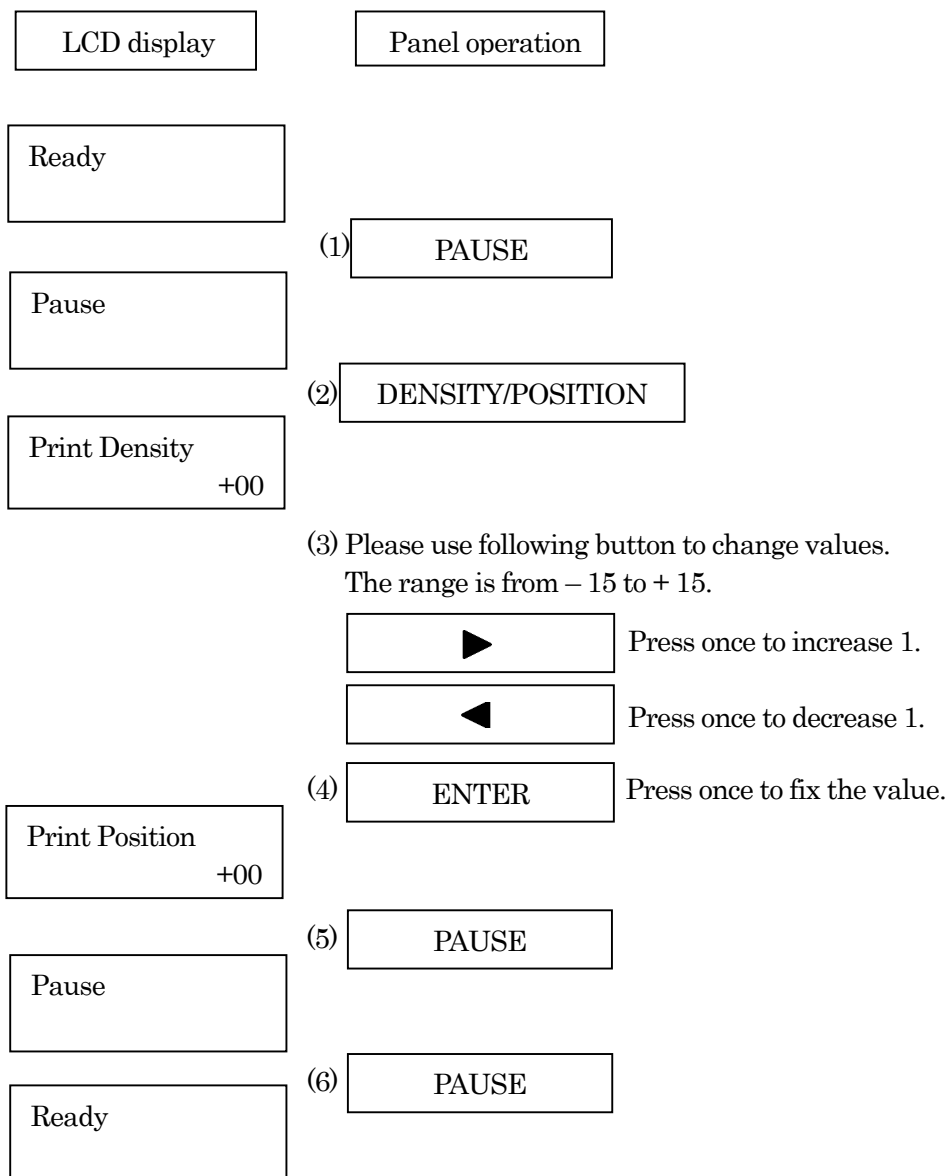 LCD display
Panel operation
Ready
(1) PAUSE
Pause
(2) DENSITY/POSITION
Print Density
+00
(3) Please use following button to change values.
The range is from – 15 to + 15.
▶ Press once to increase 1.
◀ Press once to decrease 1.
(4) ENTER Press once to fix the value.
Print Position
+00
(5) PAUSE
Pause
(6) PAUSE
Ready